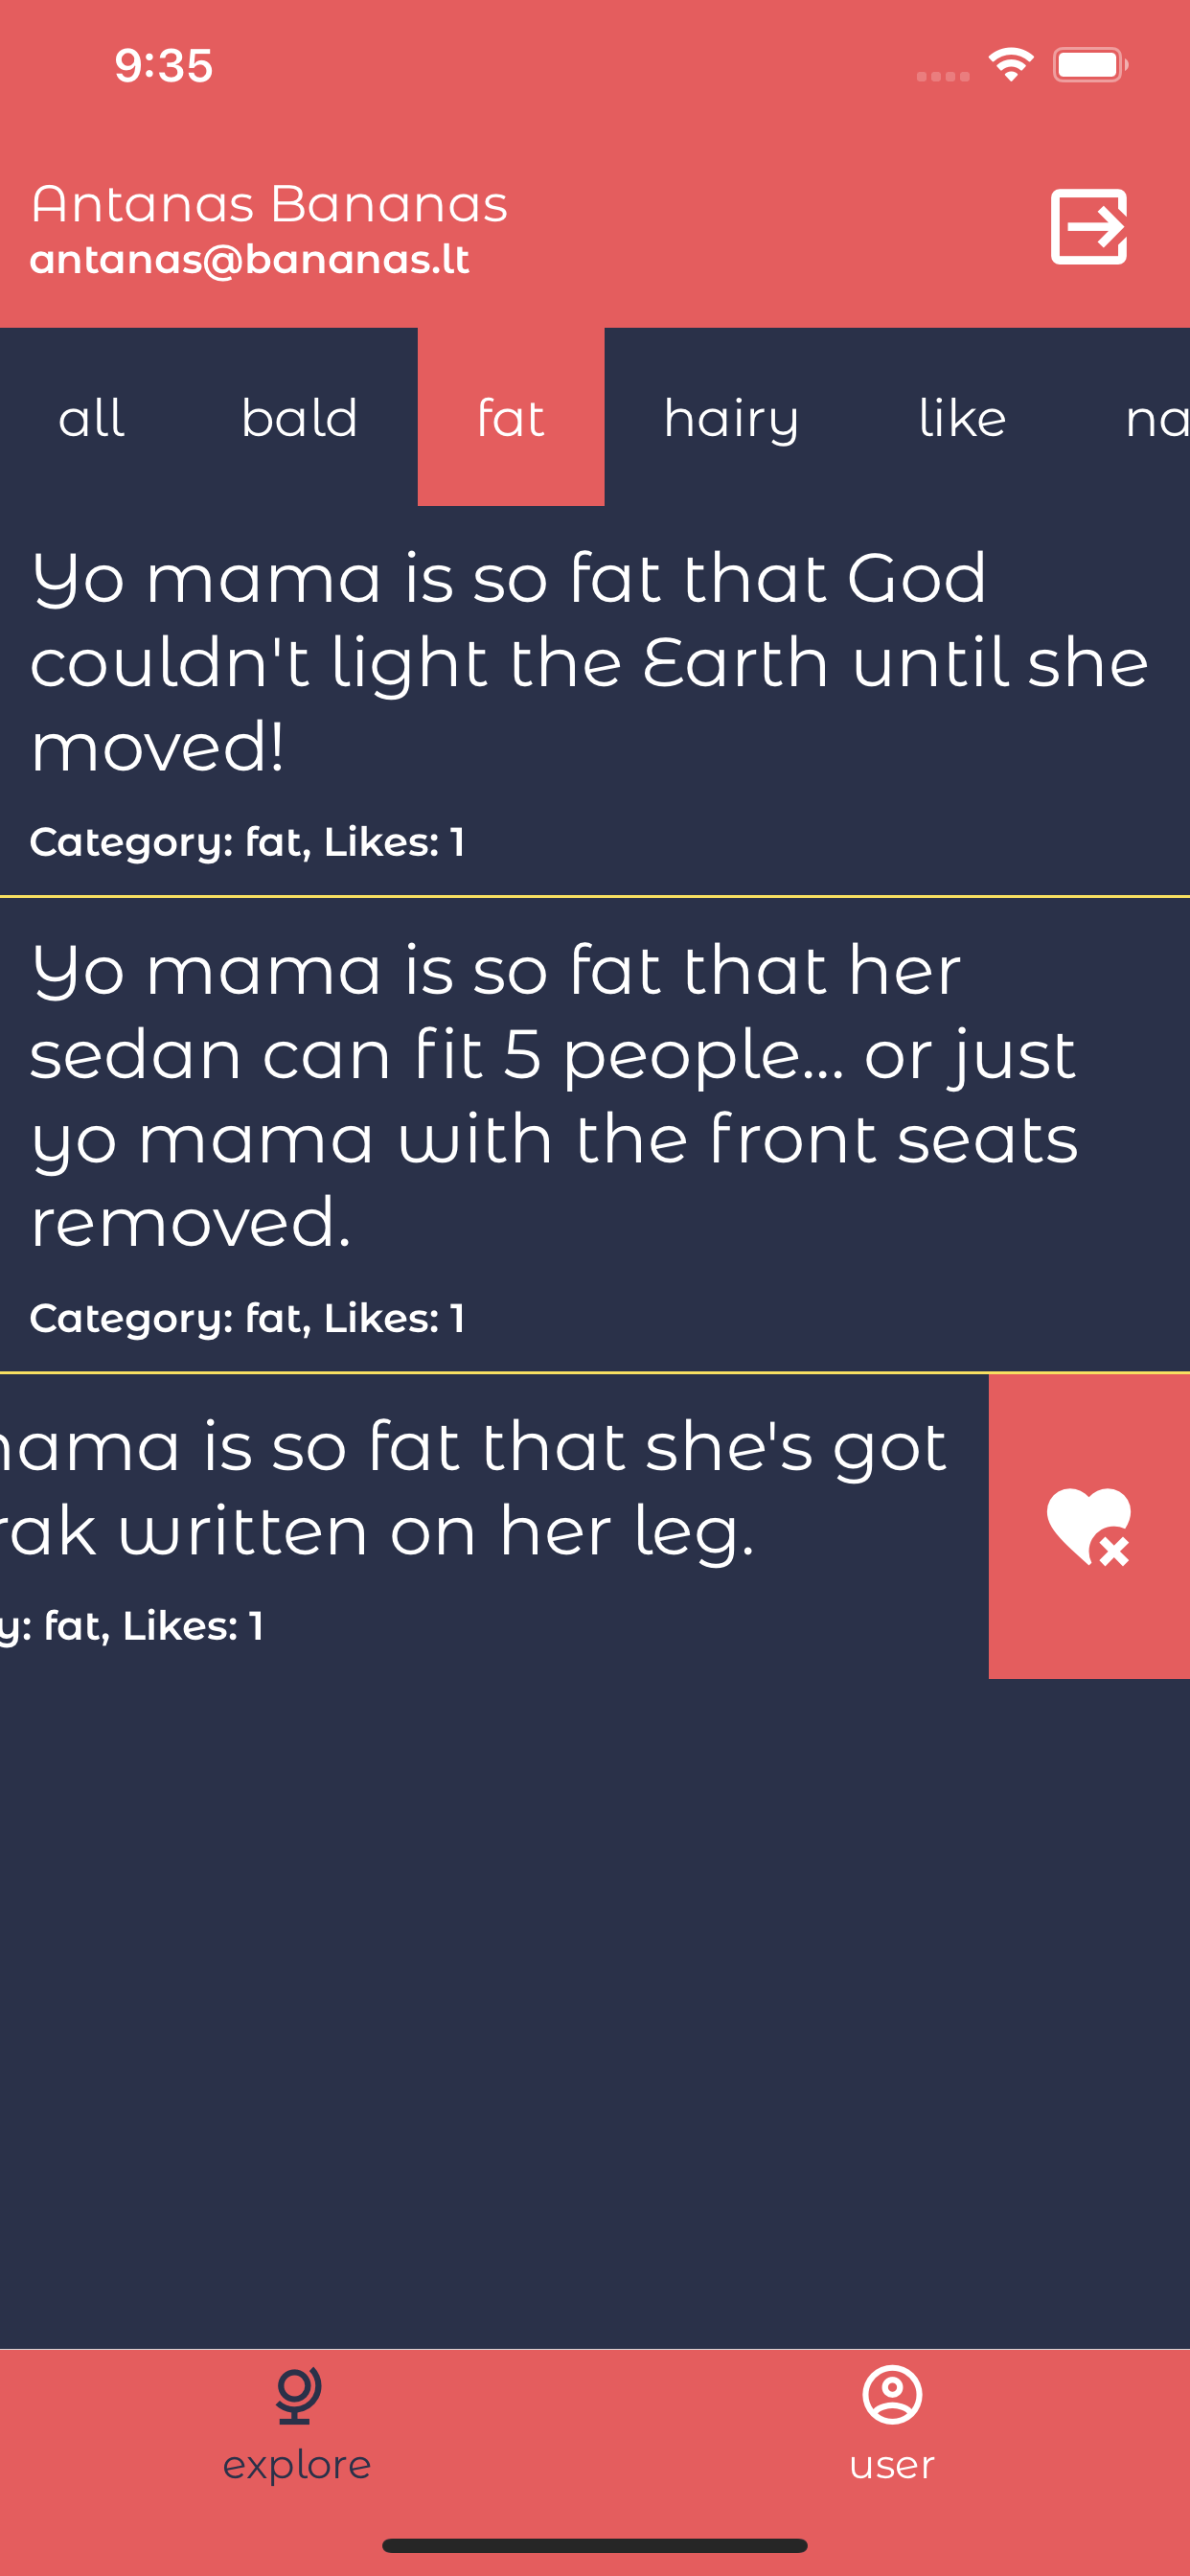 9:35
Antanas Bananas
antanas@bananas.lt
all bald fat hairy like na
Yo mama is so fat that God
couldn't light the Earth until she
moved!
Category: fat, Likes: 1
Yo mama is so fat that her
sedan can fit 5 people... or just
yo mama with the front seats
removed.
Category: fat, Likes: 1
ama is so fat that she's got
rak written on her leg.
y: fat, Likes: 1
explore user